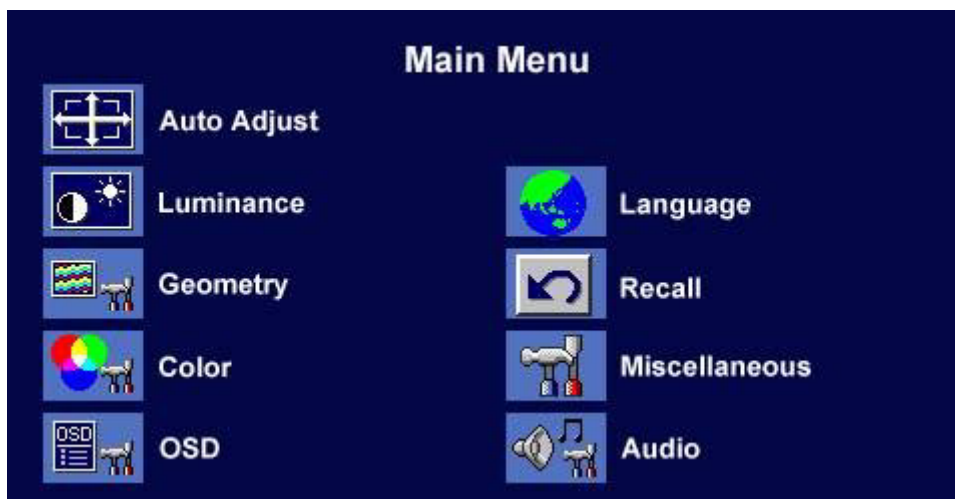 Main Menu
Auto Adjust
Luminance
Language
Geometry
Recall
Color
Miscellaneous
OSD
OSD
Audio